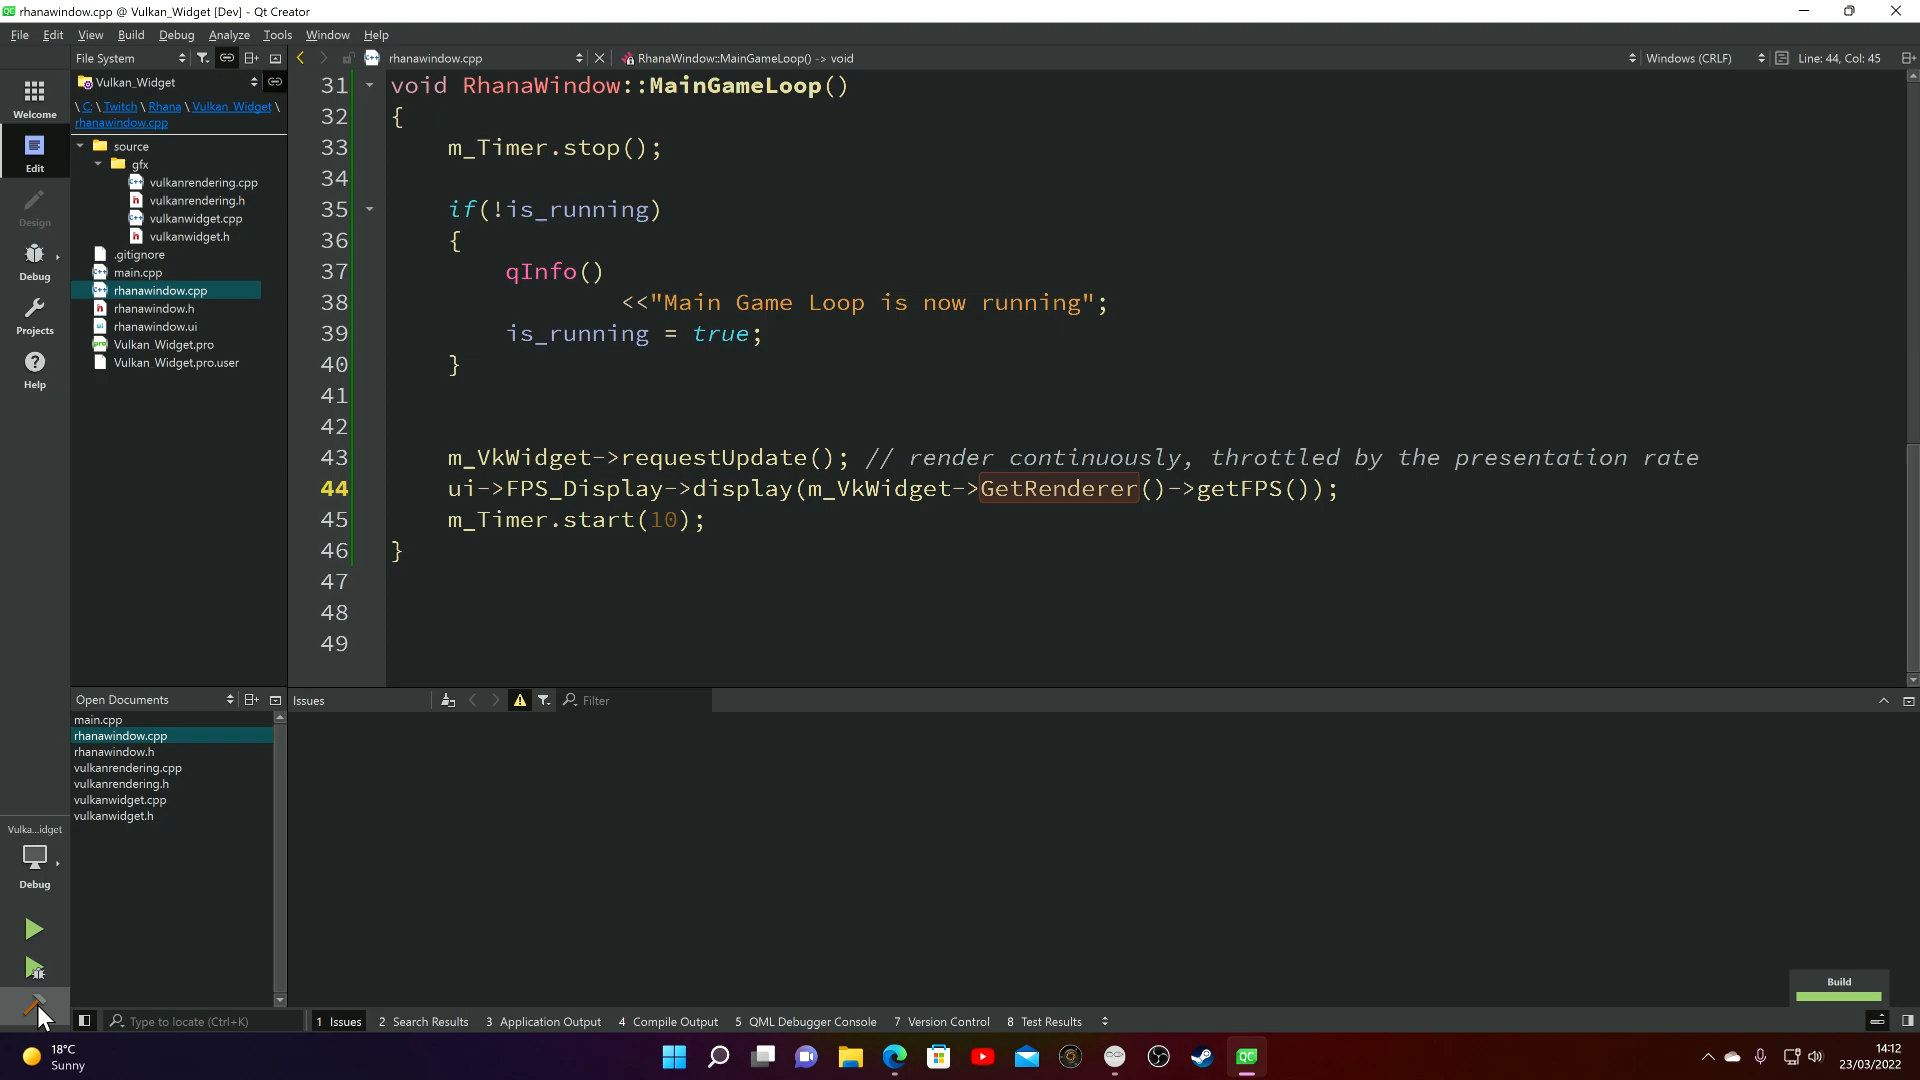 rhanawindow.cpp @ Vulkan_Widget [Dev] - Qt Creator
File Edit View Build Debug Analyze Tools Window Help
File System
rhanawindow.cpp
RhanaWindow::MainGameLoop() -> void
Windows (CRLF)
Line: 44, Col: 45
Vulkan_Widget
\ C: \ Twitch \ Rhana \ Vulkan_Widget \
rhanawindow.cpp
Welcome
Edit
Design
Debug
Projects
Help
source
gfx
vulkanrendering.cpp
vulkanrendering.h
vulkanwidget.cpp
vulkanwidget.h
.gitignore
main.cpp
rhanawindow.cpp
rhanawindow.h
rhanawindow.ui
Vulkan_Widget.pro
Vulkan_Widget.pro.user
31 void RhanaWindow::MainGameLoop()
32 {
33 m_Timer.stop();
34
35 if(!is_running)
36 {
37 qInfo()
38 <<"Main Game Loop is now running";
39 is_running = true;
40 }
41
42
43 m_VkWidget->requestUpdate(); // render continuously, throttled by the presentation rate
44 ui->FPS_Display->display(m_VkWidget->GetRenderer()->getFPS());
45 m_Timer.start(10);
46 }
47
48
49
Open Documents
main.cpp
rhanawindow.cpp
rhanawindow.h
vulkanrendering.cpp
vulkanrendering.h
vulkanwidget.cpp
vulkanwidget.h
Issues
Filter
Vulka...idget
Debug
Build
Type to locate (Ctrl+K)
1 Issues
2 Search Results
3 Application Output
4 Compile Output
5 QML Debugger Console
7 Version Control
8 Test Results
18°C
Sunny
14:12
23/03/2022